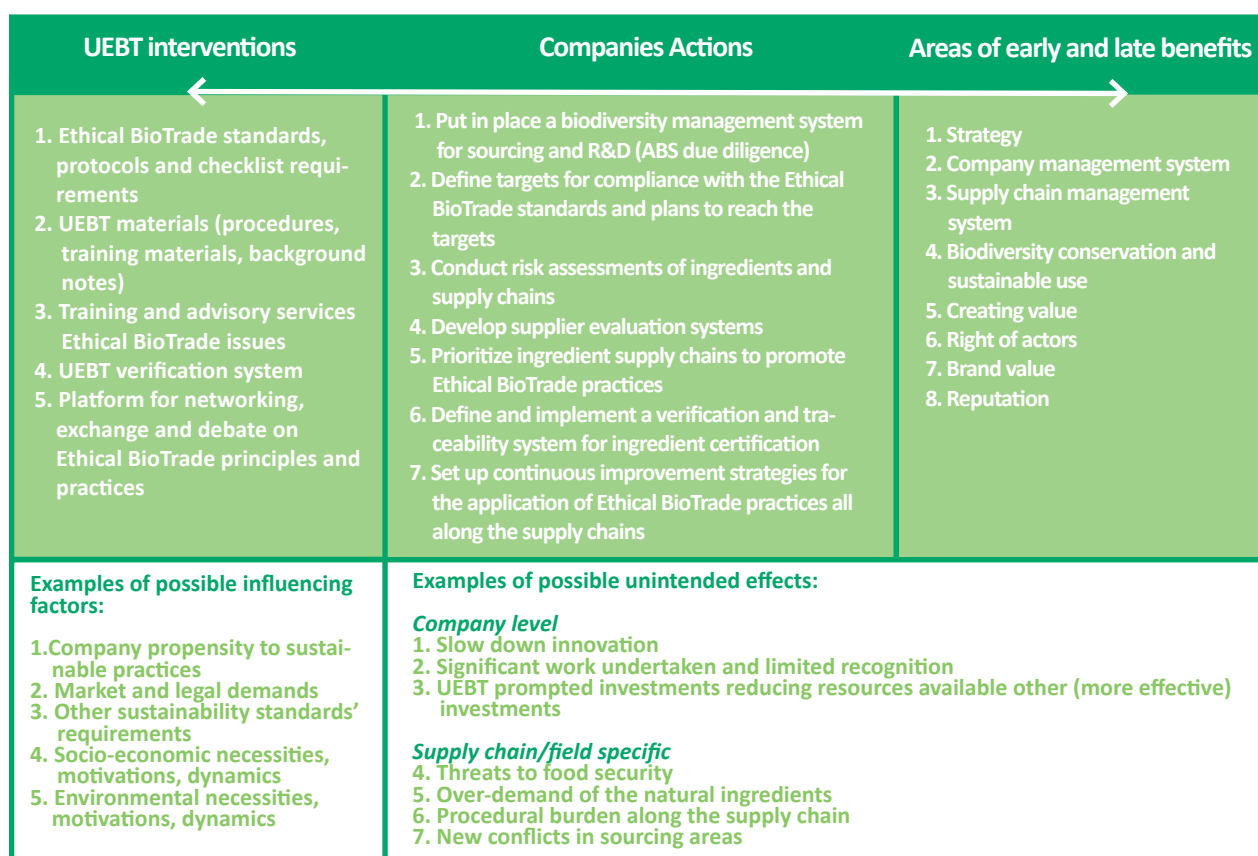 UEBT interventions
Companies Actions
Areas of early and late benefits
1. Ethical BioTrade standards,
protocols and checklist requi-
rements
2. UEBT materials (procedures,
training materials, background
notes)
3. Training and advisory services
Ethical BioTrade issues
4. UEBT verification system
5. Platform for networking,
exchange and debate on
Ethical BioTrade principles and
practices
1. Put in place a biodiversity management system
for sourcing and R&D (ABS due diligence)
2. Define targets for compliance with the Ethical
BioTrade standards and plans to reach the
targets
3. Conduct risk assessments of ingredients and
supply chains
4. Develop supplier evaluation systems
5. Prioritize ingredient supply chains to promote
Ethical BioTrade practices
6. Define and implement a verification and tra-
ceability system for ingredient certification
7. Set up continuous improvement strategies for
the application of Ethical BioTrade practices all
along the supply chains
1. Strategy
2. Company management system
3. Supply chain management
system
4. Biodiversity conservation and
sustainable use
5. Creating value
6. Right of actors
7. Brand value
8. Reputation
Examples of possible influencing
factors:
1.Company propensity to sustai-
nable practices
2. Market and legal demands
3. Other sustainability standards’
requirements
4. Socio-economic necessities,
motivations, dynamics
5. Environmental necessities,
motivations, dynamics
Examples of possible unintended effects:
Company level
1. Slow down innovation
2. Significant work undertaken and limited recognition
3. UEBT prompted investments reducing resources available other (more effective)
investments
Supply chain/field specific
4. Threats to food security
5. Over-demand of the natural ingredients
6. Procedural burden along the supply chain
7. New conflicts in sourcing areas